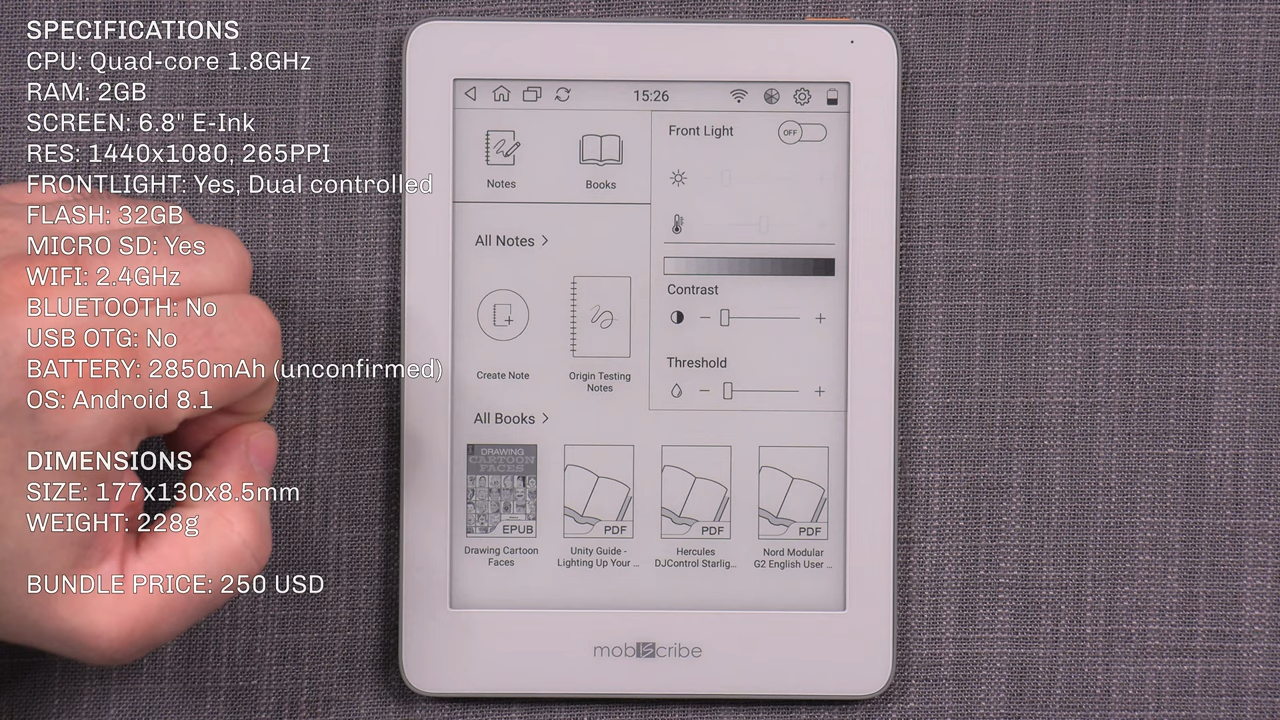 SPECIFICATIONS
CPU: Quad-core 1.8GHz
RAM: 2GB
SCREEN: 6.8" E-Ink
RES: 1440x1080, 265PPI
FRONTLIGHT: Yes, Dual controlled
FLASH: 32GB
MICRO SD: Yes
WIFI: 2.4GHz
BLUETOOTH: No
USB OTG: No
BATTERY: 2850mAh (unconfirmed)
OS: Android 8.1
DIMENSIONS
SIZE: 177x130x8.5mm
WEIGHT: 228g
BUNDLE PRICE: 250 USD
15:26
Notes
Books
Front Light
OFF
All Notes >
Contrast
− +
Threshold
− +
Create Note
Origin Testing
Notes
All Books >
DRAWING
CARTOON
FACES
EPUB
PDF
PDF
PDF
Drawing Cartoon
Faces
Unity Guide -
Lighting Up Your ...
Hercules
DJControl Starlig...
Nord Modular
G2 English User ...
mobiscribe